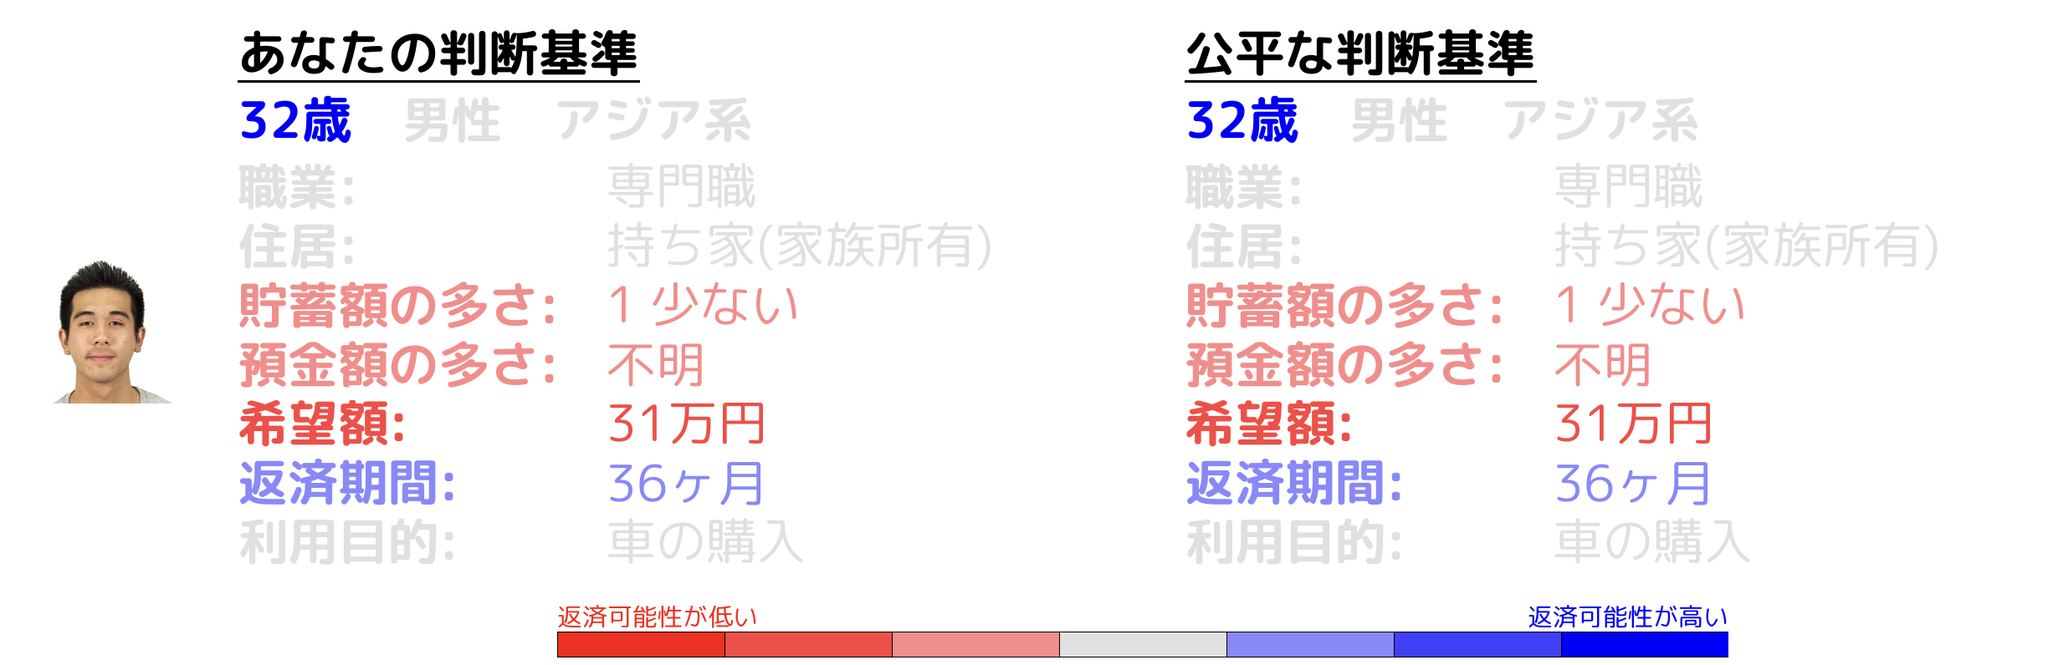 あなたの判断基準
32歳 男性 アジア系
職業: 専門職
住居: 持ち家(家族所有)
貯蓄額の多さ: 1 少ない
預金額の多さ: 不明
希望額: 31万円
返済期間: 36ヶ月
利用目的: 車の購入
公平な判断基準
32歳 男性 アジア系
職業: 専門職
住居: 持ち家(家族所有)
貯蓄額の多さ: 1 少ない
預金額の多さ: 不明
希望額: 31万円
返済期間: 36ヶ月
利用目的: 車の購入
返済可能性が低い
返済可能性が高い